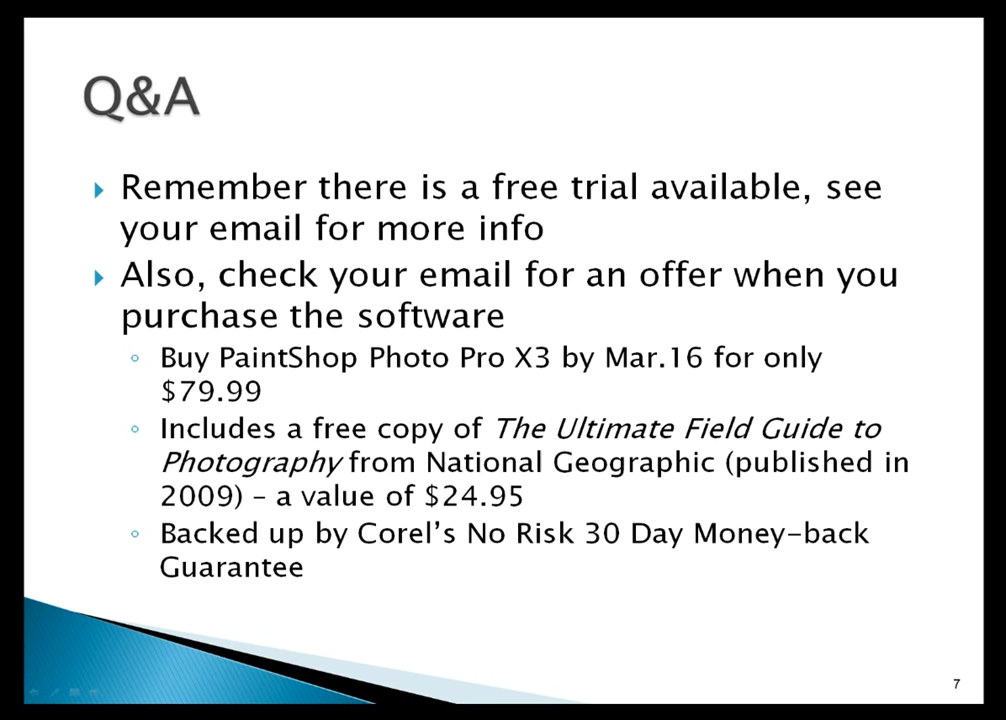 Q&A
Remember there is a free trial available, see
your email for more info
Also, check your email for an offer when you
purchase the software
Buy PaintShop Photo Pro X3 by Mar.16 for only
$79.99
Includes a free copy of The Ultimate Field Guide to
Photography from National Geographic (published in
2009) – a value of $24.95
Backed up by Corel’s No Risk 30 Day Money-back
Guarantee
7